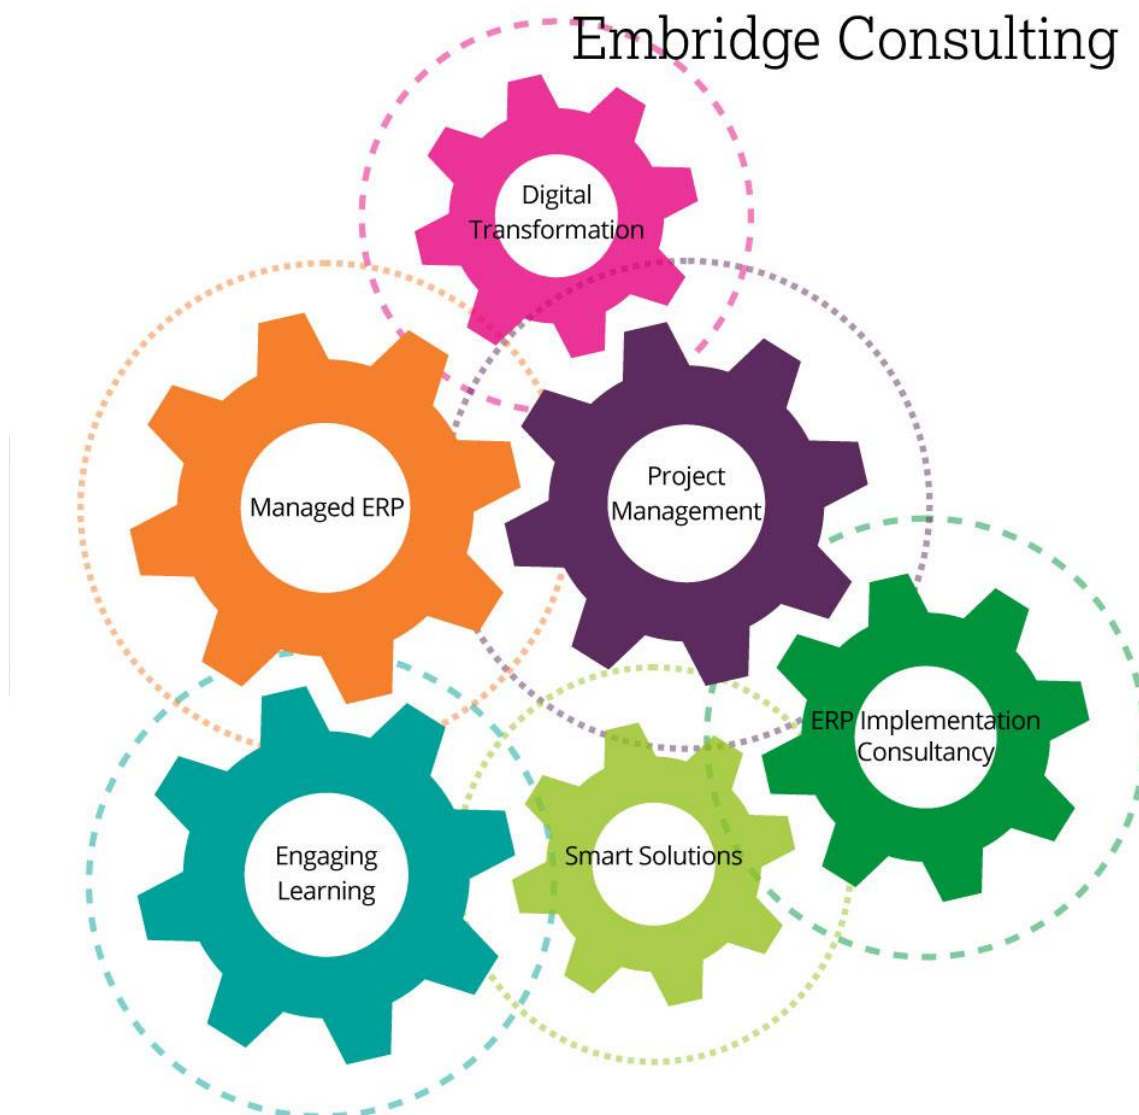 Embridge Consulting
Digital
Transformation
Managed ERP
Project
Management
ERP Implementation
Consultancy
Engaging
Learning
Smart Solutions